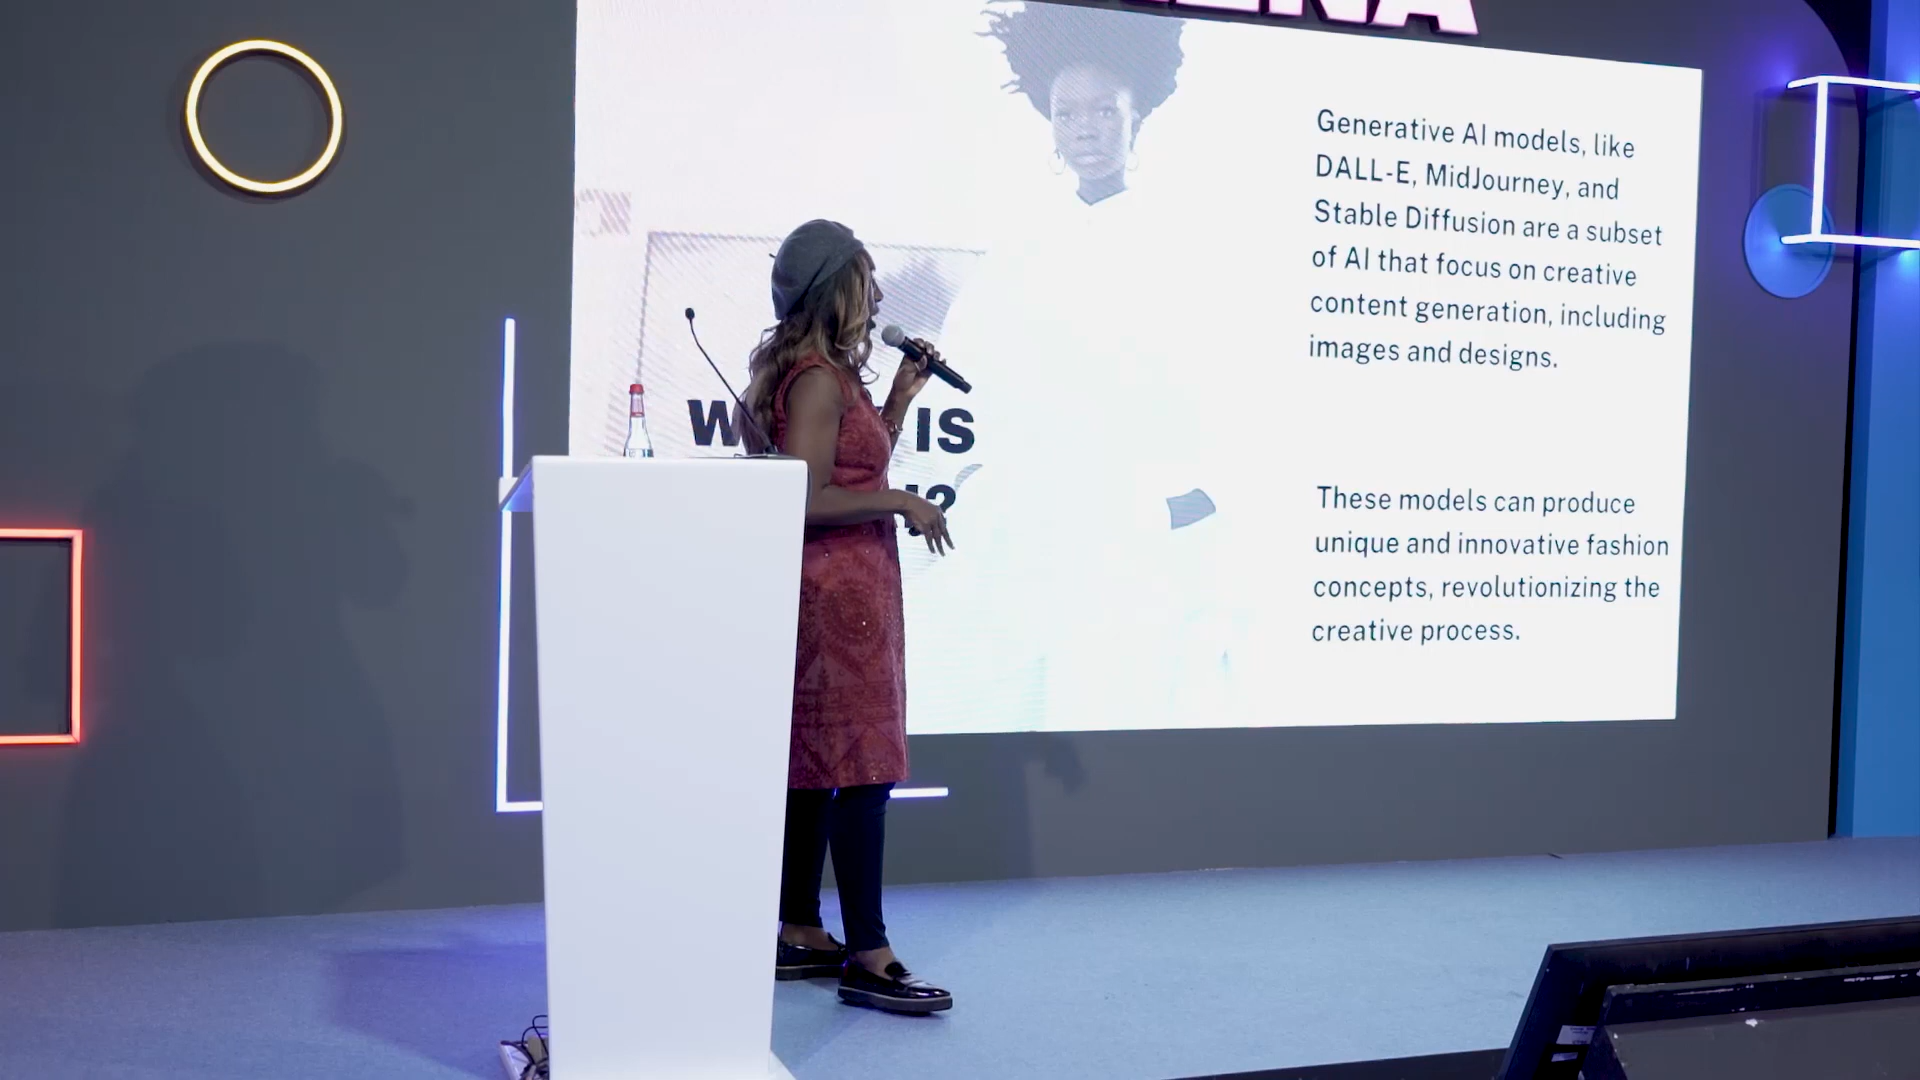 IS
Generative AI models, like
DALL-E, MidJourney, and
Stable Diffusion are a subset
of AI that focus on creative
content generation, including
images and designs.
These models can produce
unique and innovative fashion
concepts, revolutionizing the
creative process.